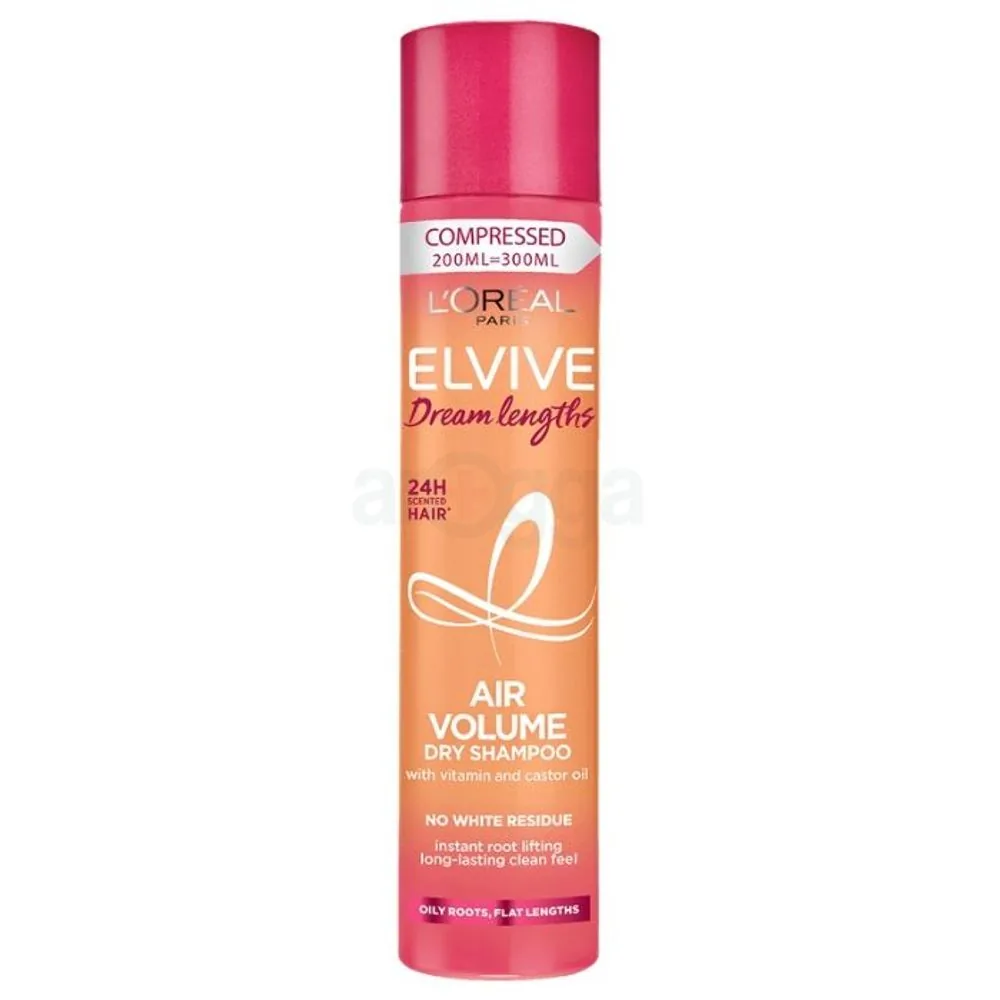 COMPRESSED
200ML=300ML
L'ORÉAL
PARIS
ELVIVE
Dream lengths
24H
SCENTED
HAIR*
AIR
VOLUME
DRY SHAMPOO
with vitamin and castor oil
NO WHITE RESIDUE
instant root lifting
long-lasting clean feel
OILY ROOTS, FLAT LENGTHS